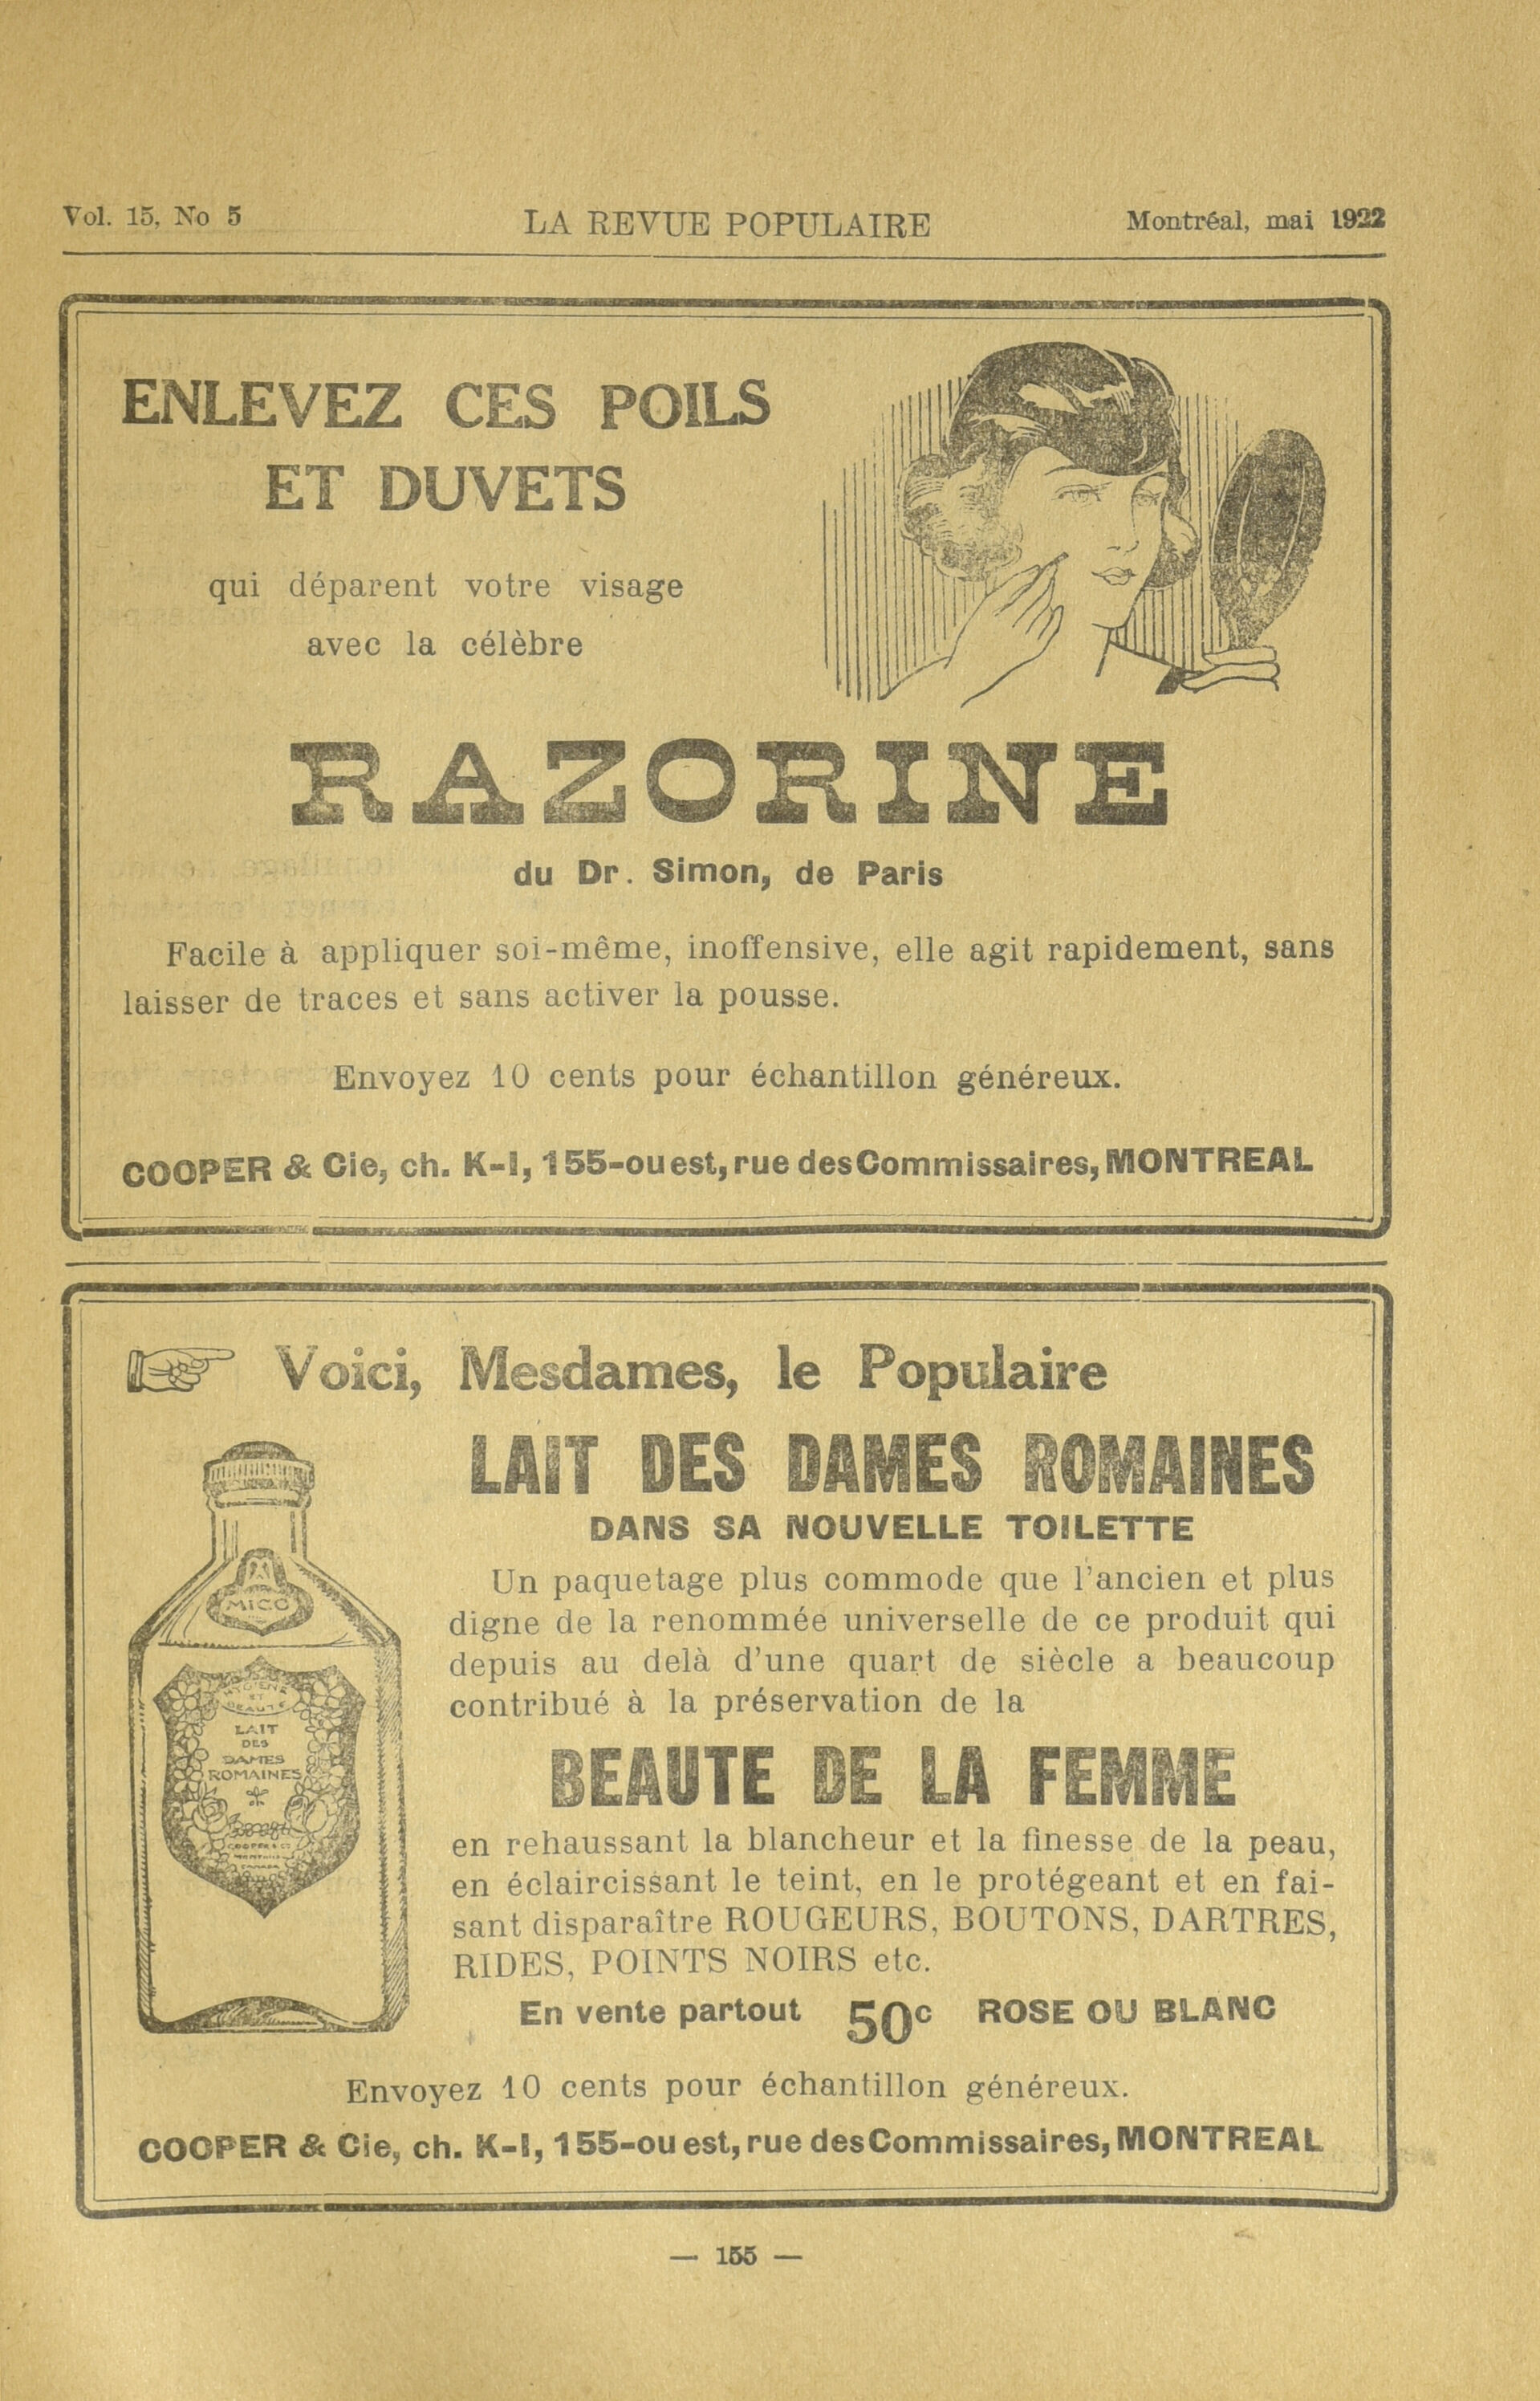 Vol. 15, No 5 LA REVUE POPULAIRE Montréal, mai 1922
ENLEVEZ CES POILS
ET DUVETS
qui déparent votre visage
avec la célèbre
RAZORINE
du Dr. Simon, de Paris
Facile à appliquer soi-même, inoffensive, elle agit rapidement, sans
laisser de traces et sans activer la pousse.
Envoyez 10 cents pour échantillon généreux.
COOPER & Cie, ch. K-I, 155-ouest, rue des Commissaires, MONTREAL
Voici, Mesdames, le Populaire
LAIT DES DAMES ROMAINES
DANS SA NOUVELLE TOILETTE
Un paquetage plus commode que l'ancien et plus
digne de la renommée universelle de ce produit qui
depuis au delà d'une quart de siècle a beaucoup
contribué à la préservation de la
BEAUTE DE LA FEMME
en rehaussant la blancheur et la finesse de la peau,
en éclaircissant le teint, en le protégeant et en fai-
sant disparaître ROUGEURS, BOUTONS, DARTRES,
RIDES, POINTS NOIRS etc.
En vente partout 50c ROSE OU BLANC
MICO
HYGIENE
ET
BEAUTE
LAIT
DES
DAMES
ROMAINES
COOPER & Cie
Envoyez 10 cents pour échantillon généreux.
COOPER & Cie, ch. K-I, 155-ouest, rue des Commissaires, MONTREAL
— 155 —